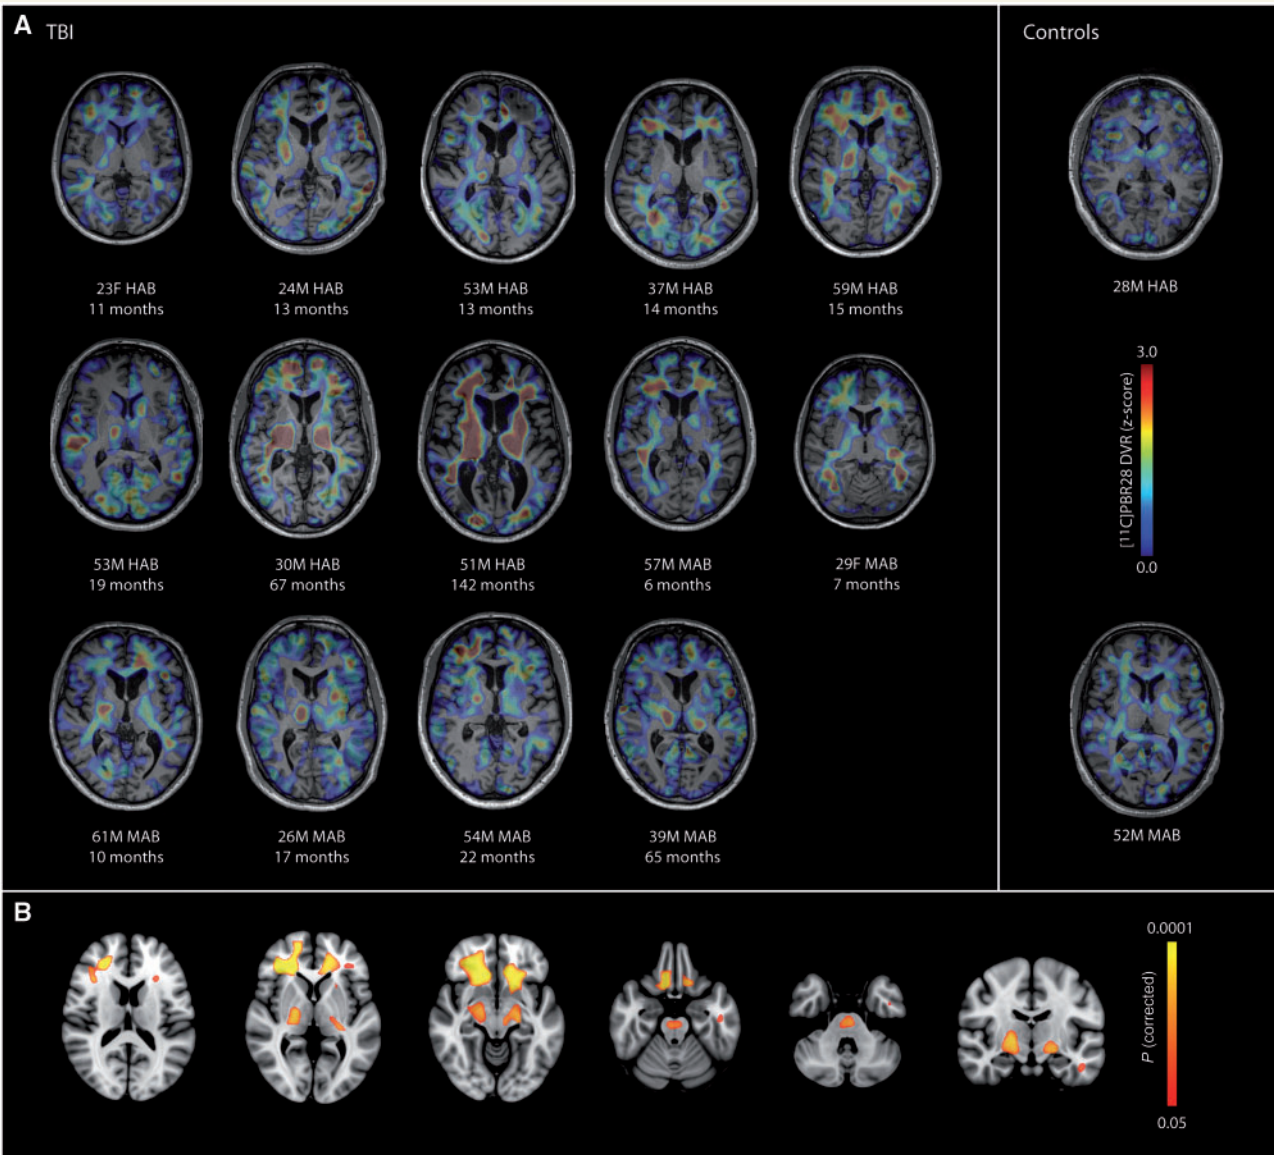 A TBI
Controls
23F HAB
11 months
24M HAB
13 months
53M HAB
13 months
37M HAB
14 months
59M HAB
15 months
28M HAB
53M HAB
19 months
30M HAB
67 months
51M HAB
142 months
57M MAB
6 months
29F MAB
7 months
3.0
[¹¹C]PBR28 DVR (z-score)
0.0
61M MAB
10 months
26M MAB
17 months
54M MAB
22 months
39M MAB
65 months
52M MAB
B
0.0001
P (corrected)
0.05